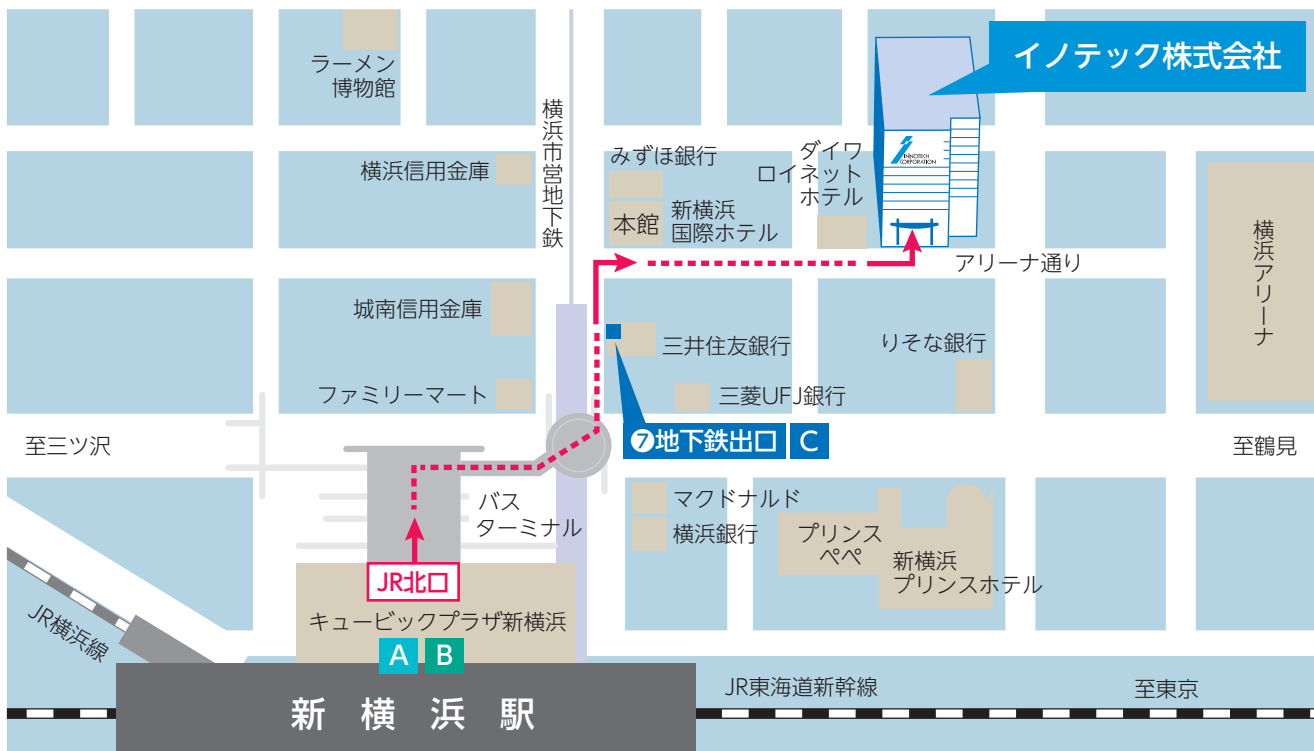 ラーメン
博物館
横浜市営地下鉄
イノテック株式会社
横浜信用金庫
みずほ銀行
本館
新横浜
国際ホテル
ダイワ
ロイネット
ホテル
INNOTECH
CORPORATION
アリーナ通り
横浜アリーナ
城南信用金庫
三井住友銀行
りそな銀行
ファミリーマート
三菱UFJ銀行
❼地下鉄出口 C
至三ツ沢
至鶴見
バス
ターミナル
マクドナルド
横浜銀行
プリンス
ペペ
新横浜
プリンスホテル
JR北口
キュービックプラザ新横浜
A B
JR横浜線
新横浜駅
JR東海道新幹線
至東京